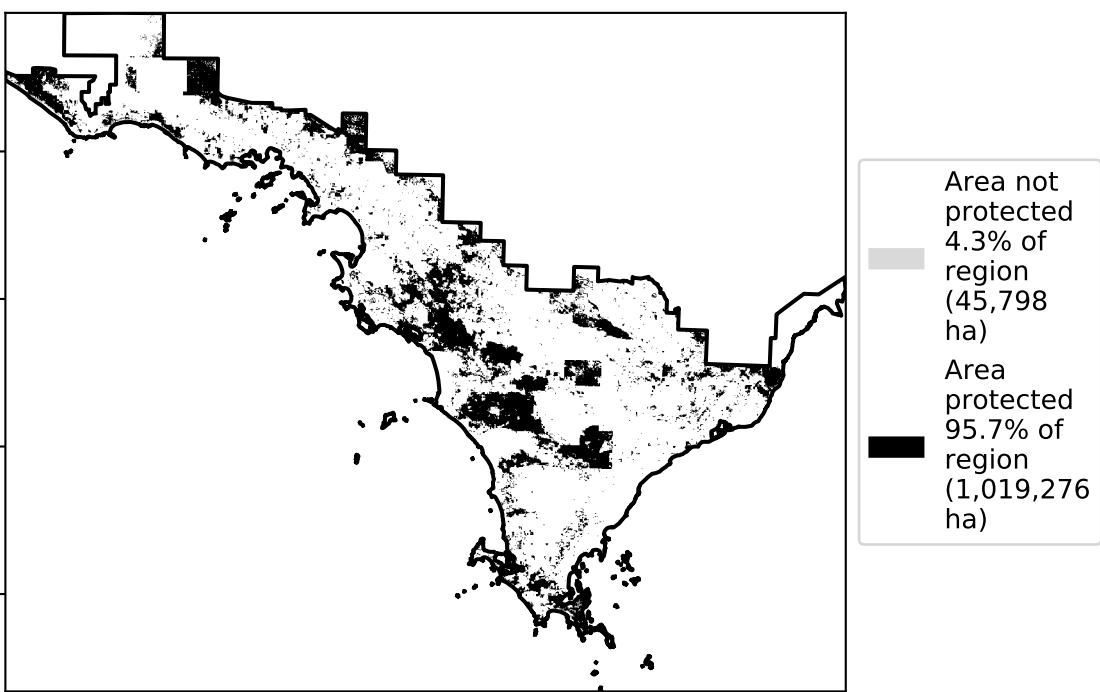 Area not
protected
4.3% of
region
(45,798
ha)
Area
protected
95.7% of
region
(1,019,276
ha)